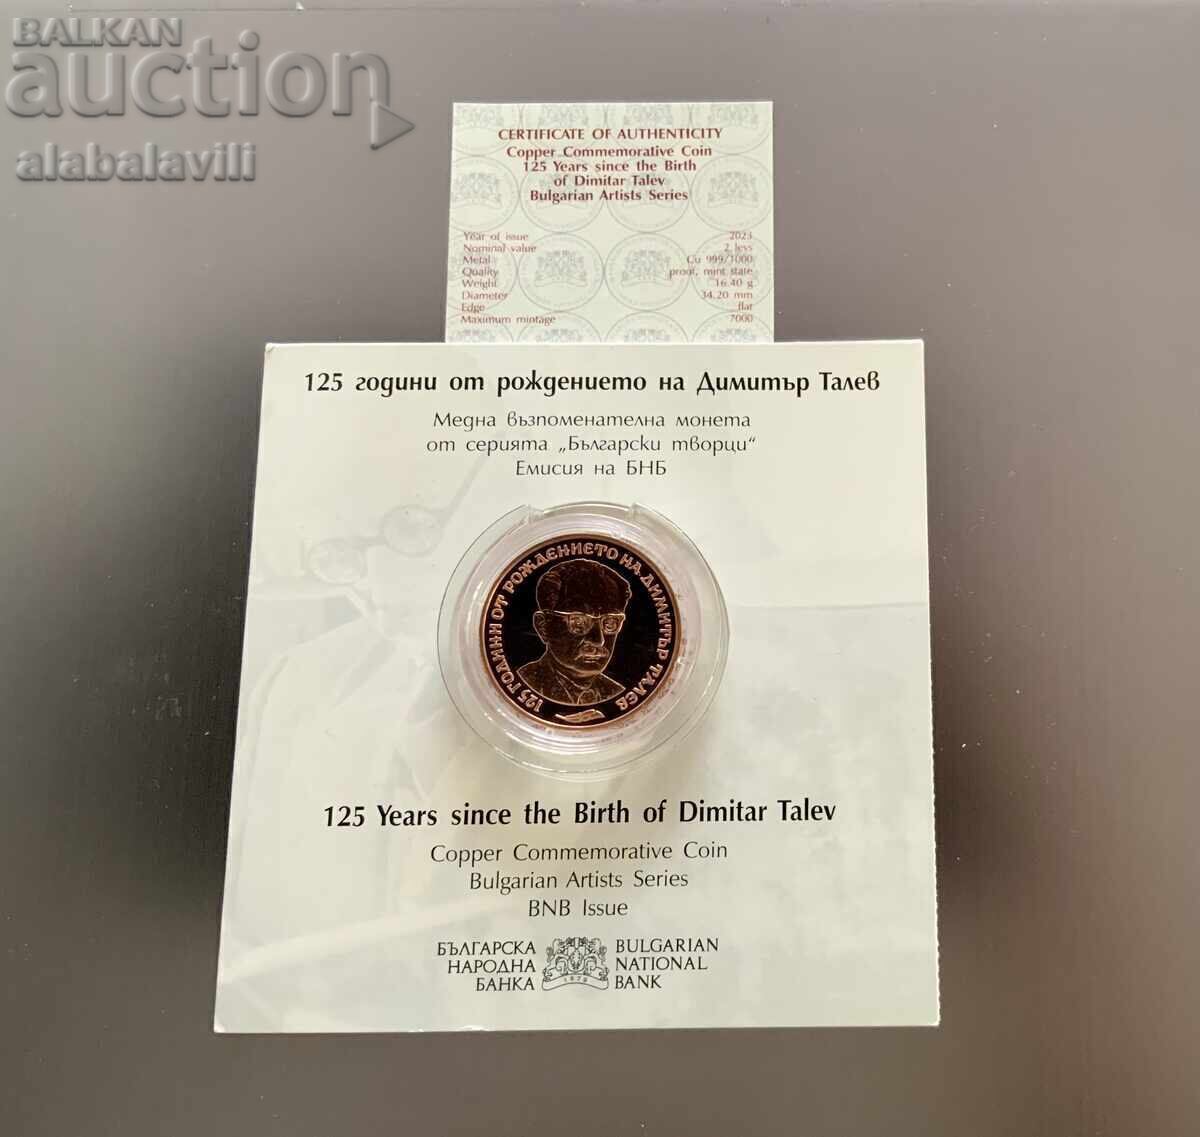 BALKAN
auction
alabalavili
CERTIFICATE OF AUTHENTICITY
Copper Commemorative Coin
125 Years since the Birth
of Dimitar Talev
Bulgarian Artists Series
Year of issue 2023
Nominal value 2 levs
Metal Cu 999/1000
Quality proof, mint state
Weight 16.40 g
Diameter 34.20 mm
Edge flat
Maximum mintage 7000
125 години от рождението на Димитър Талев
Медна възпоменателна монета
от серията „Български творци“
Емисия на БНБ
125 ГОДИНИ ОТ РОЖДЕНИЕТО НА ДИМИТЪР ТАЛЕВ
125 Years since the Birth of Dimitar Talev
Copper Commemorative Coin
Bulgarian Artists Series
BNB Issue
БЪЛГАРСКА
НАРОДНА
БАНКА
1879
BULGARIAN
NATIONAL
BANK